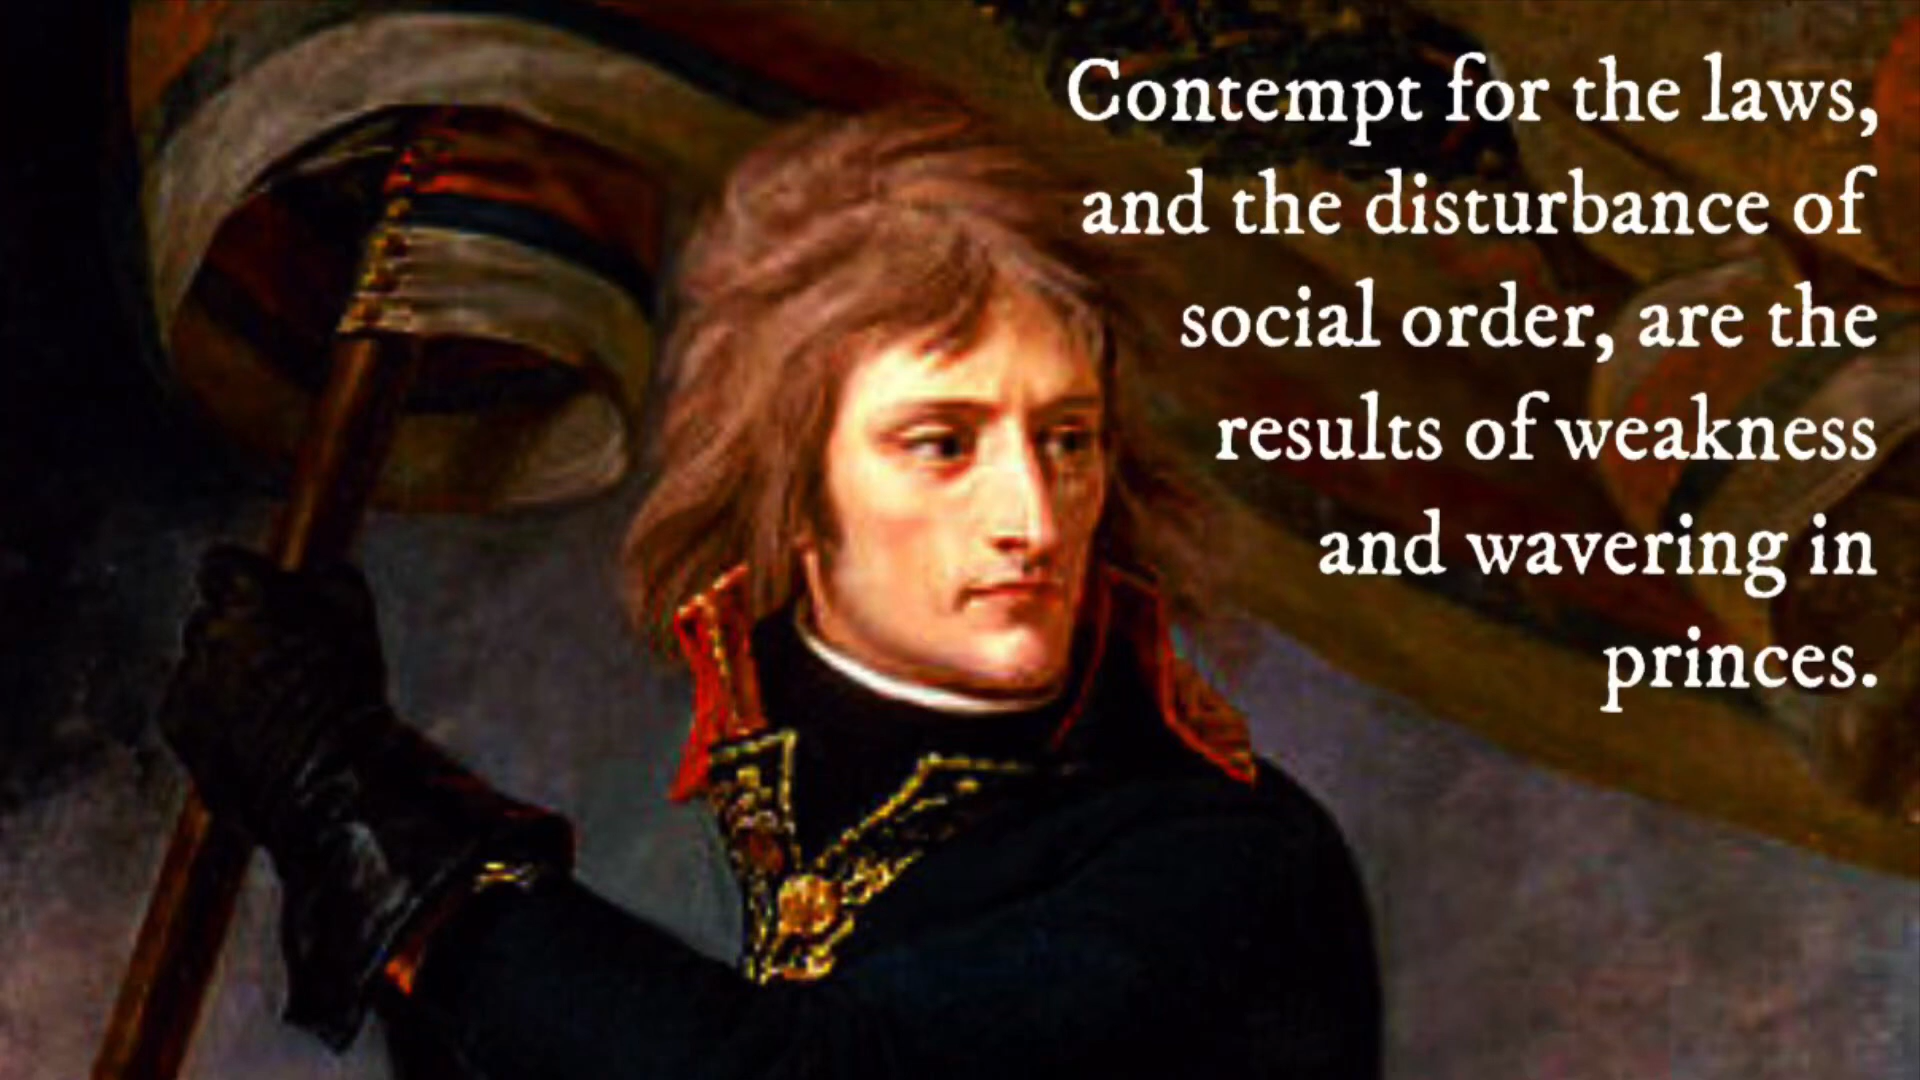 Contempt for the laws,
and the disturbance of
social order, are the
results of weakness
and wavering in
princes.